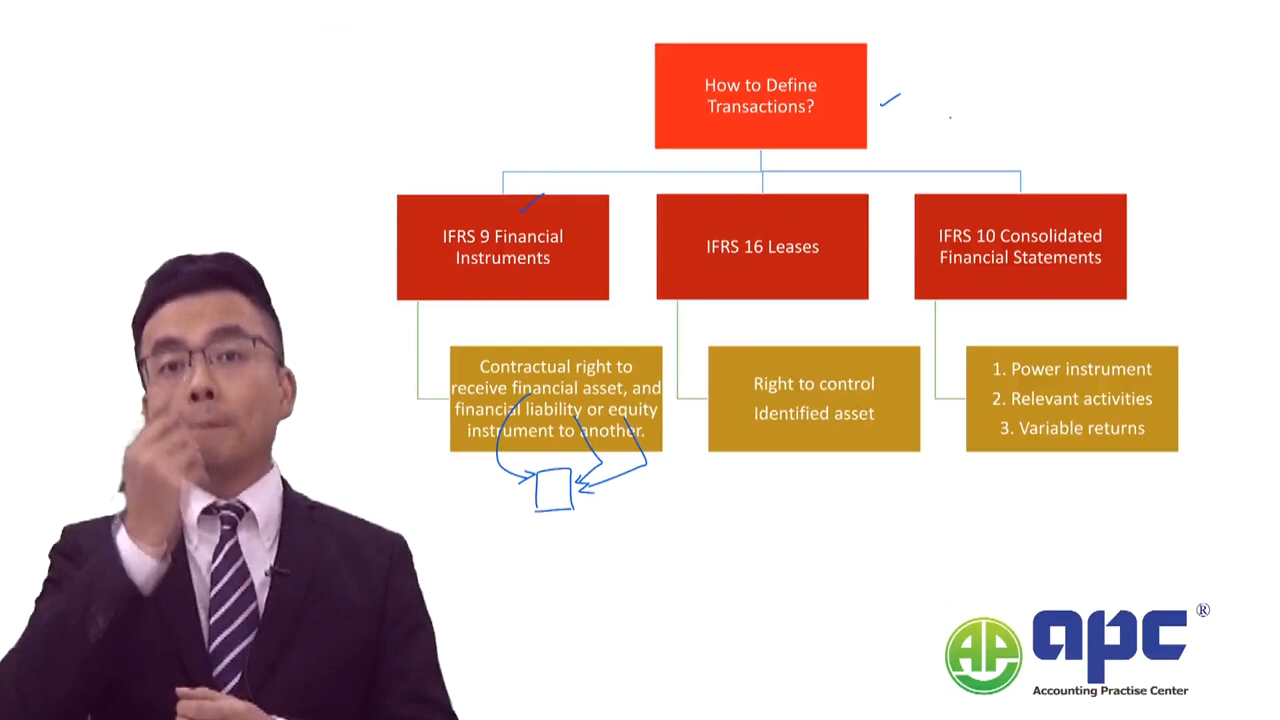 How to Define
Transactions?
IFRS 9 Financial
Instruments
IFRS 16 Leases
IFRS 10 Consolidated
Financial Statements
Contractual right to
receive financial asset, and
financial liability or equity
instrument to another.
Right to control
Identified asset
1. Power instrument
2. Relevant activities
3. Variable returns
AP
apc®
Accounting Practise Center